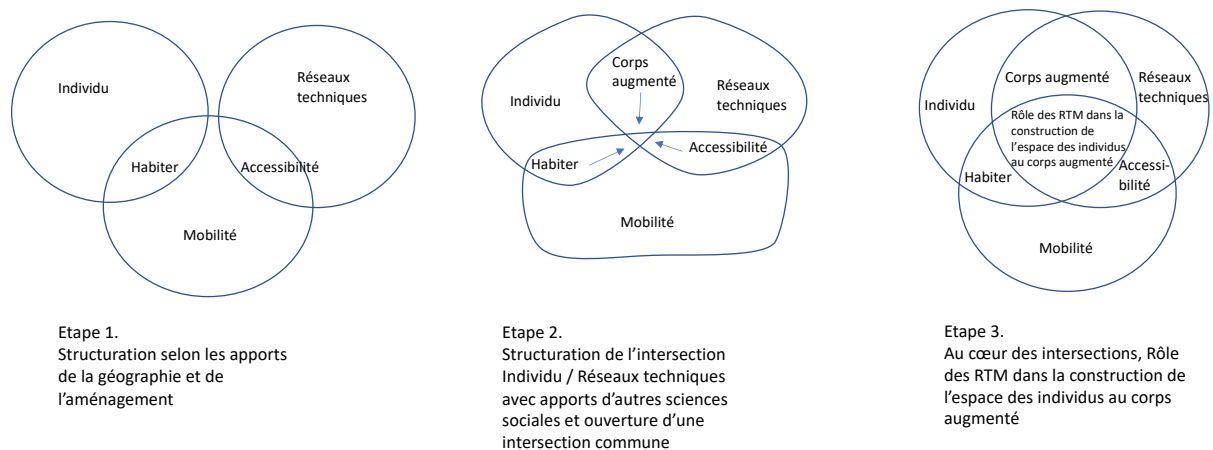 Individu
Réseaux
techniques
Habiter
Accessibilité
Mobilité
Etape 1.
Structuration selon les apports
de la géographie et de
l’aménagement
Corps
augmenté
Individu
Réseaux
techniques
Habiter
Accessibilité
Mobilité
Etape 2.
Structuration de l’intersection
Individu / Réseaux techniques
avec apports d’autres sciences
sociales et ouverture d’une
intersection commune
Corps augmenté
Individu
Réseaux
techniques
Rôle des RTM dans la
construction de
l’espace des individus
au corps augmenté
Habiter
Accessi-
bilité
Mobilité
Etape 3.
Au cœur des intersections, Rôle
des RTM dans la construction de
l’espace des individus au corps
augmenté